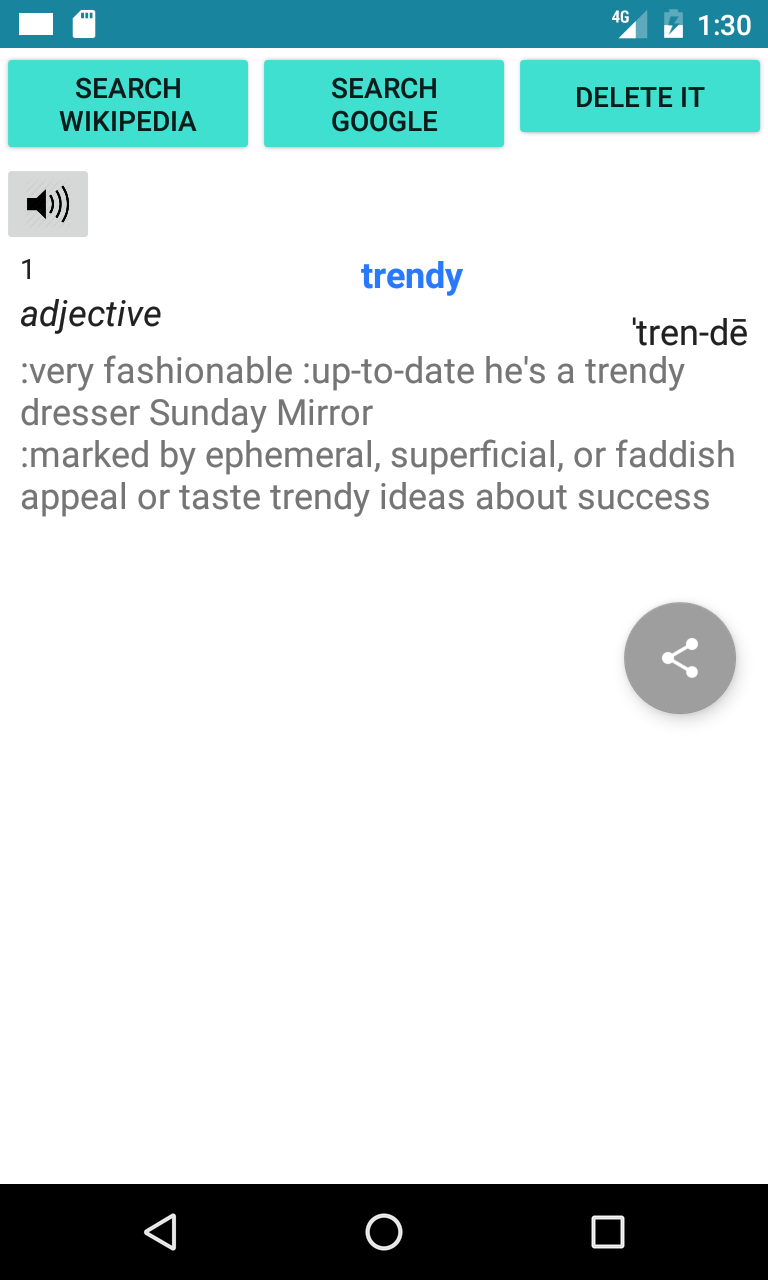 4G 1:30
SEARCH WIKIPEDIA
SEARCH GOOGLE
DELETE IT
1
trendy
adjective
ˈtren-dē
:very fashionable :up-to-date he's a trendy
dresser Sunday Mirror
:marked by ephemeral, superficial, or faddish
appeal or taste trendy ideas about success